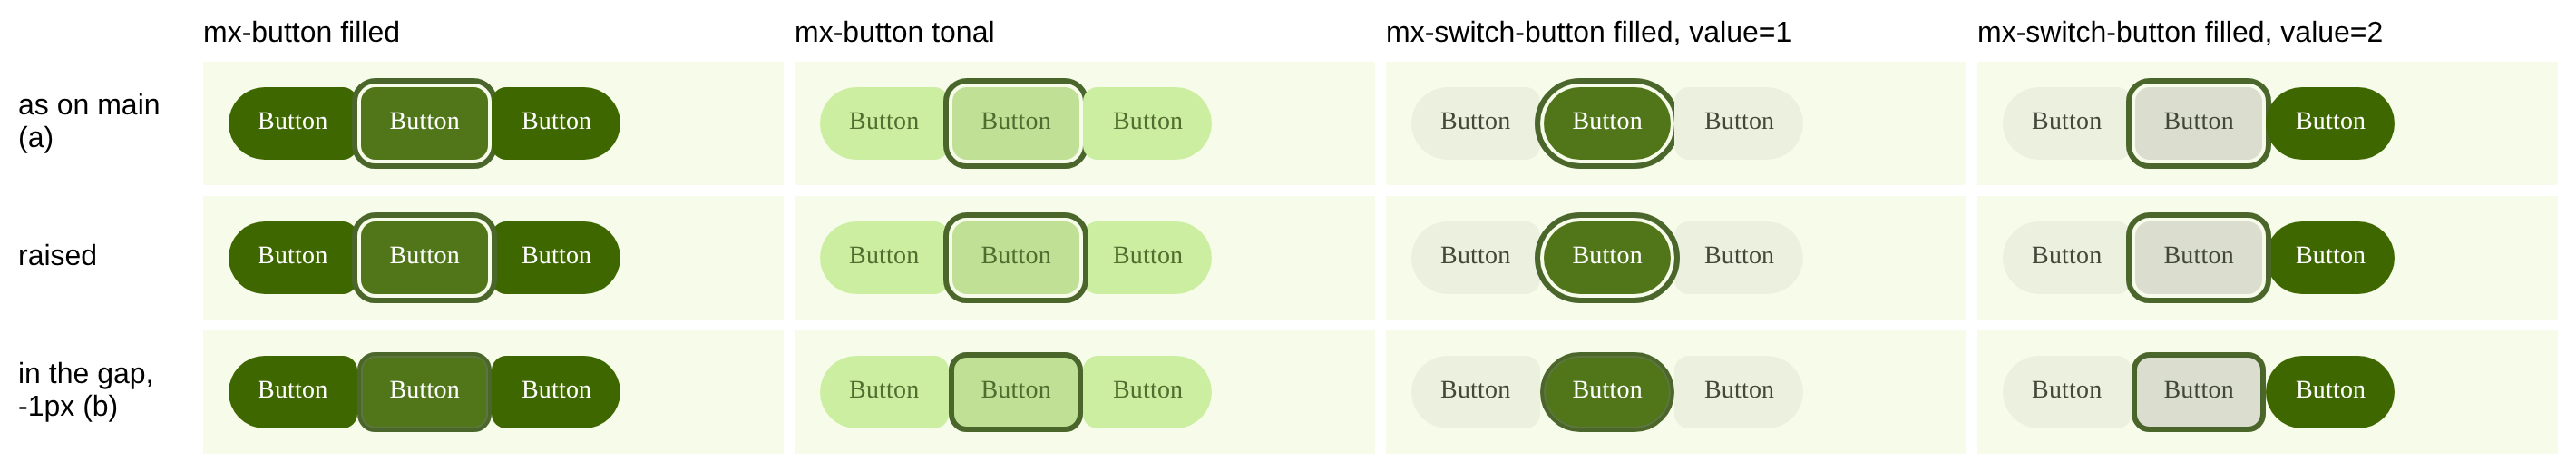 mx-button filled mx-button tonal mx-switch-button filled, value=1 mx-switch-button filled, value=2
as on main
(a)
Button Button Button Button Button Button Button Button Button Button Button Button
raised
Button Button Button Button Button Button Button Button Button Button Button Button
in the gap,
-1px (b)
Button Button Button Button Button Button Button Button Button Button Button Button